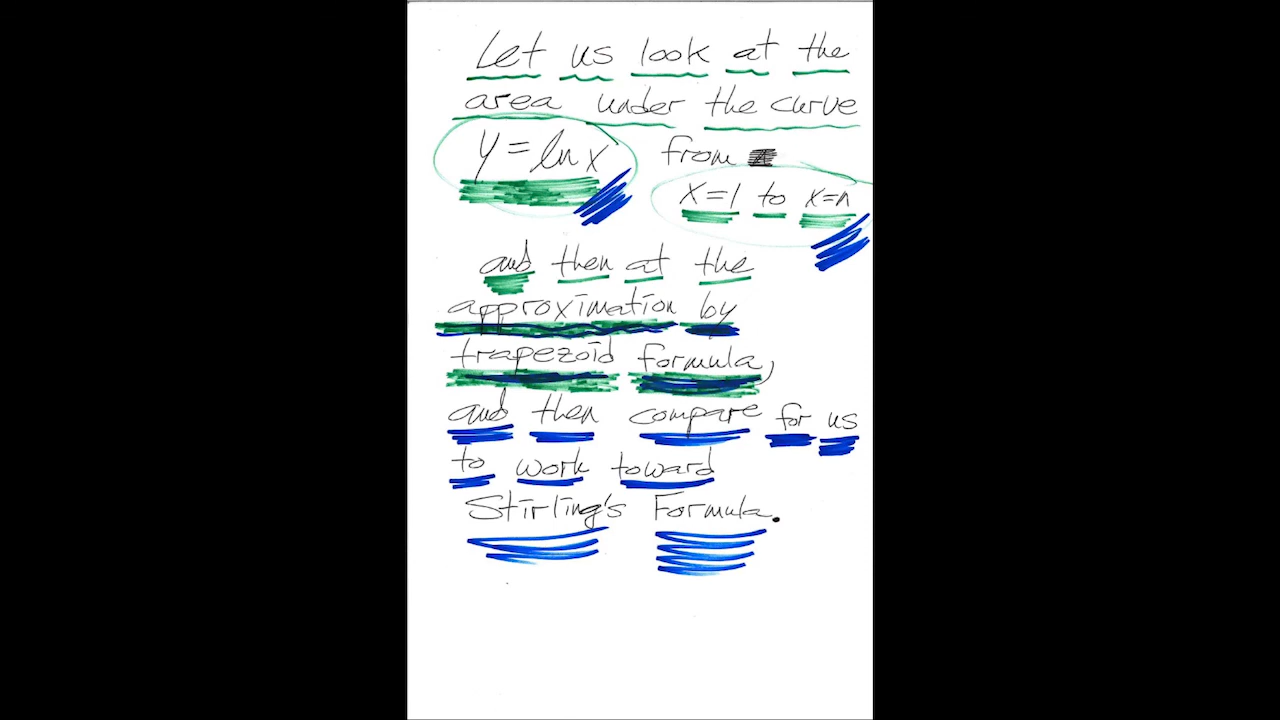 Let us look at the
area under the curve
y = ln x from
x=1 to x=n
and then at the
approximation by
trapezoid formula,
and then compare for us
to work toward
Stirling's Formula.